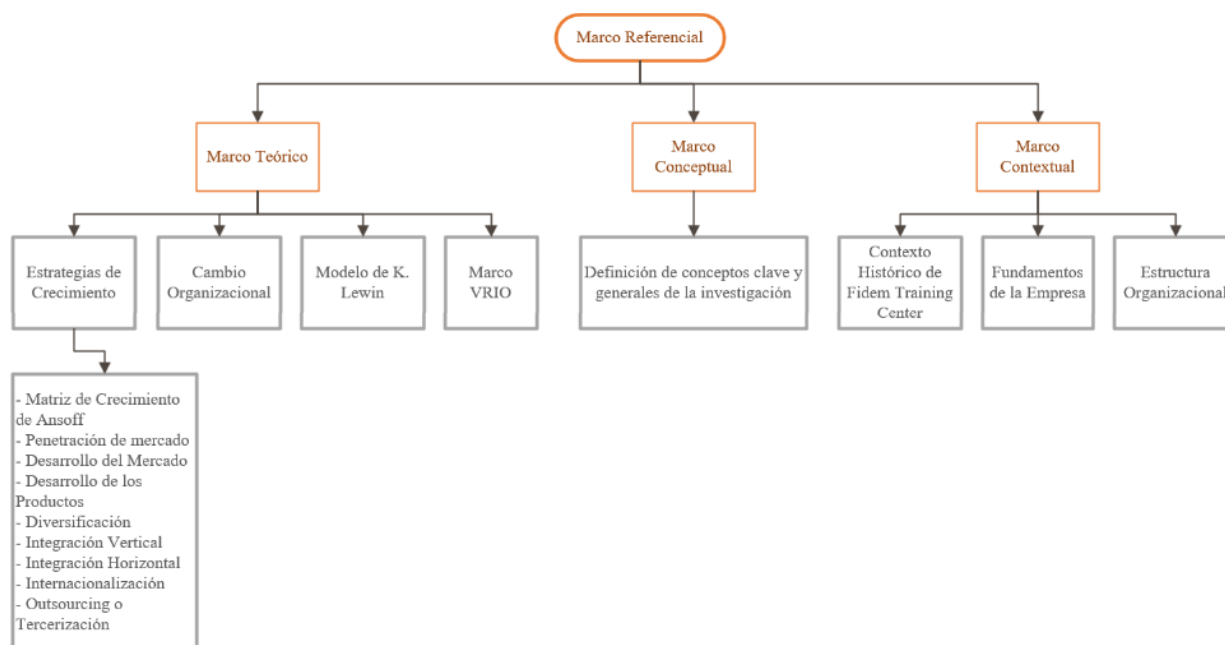 Marco Referencial
Marco Teórico
Marco
Conceptual
Marco
Contextual
Estrategias de
Crecimiento
Cambio
Organizacional
Modelo de K.
Lewin
Marco
VRIO
Definición de conceptos clave y
generales de la investigación
Contexto
Histórico de
Fidem Training
Center
Fundamentos
de la Empresa
Estructura
Organizacional
- Matriz de Crecimiento
de Ansoff
- Penetración de mercado
- Desarrollo del Mercado
- Desarrollo de los
Productos
- Diversificación
- Integración Vertical
- Integración Horizontal
- Internacionalización
- Outsourcing o
Tercerización